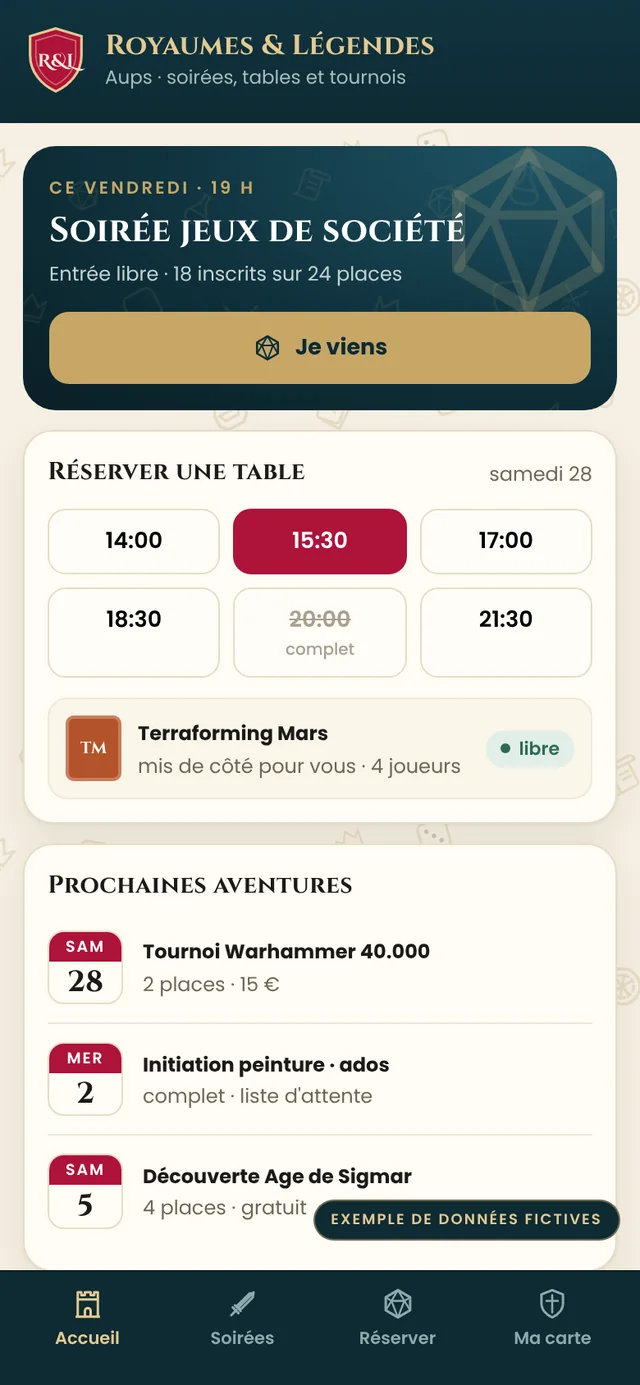 R&L
Royaumes & Légendes
Aups · soirées, tables et tournois
CE VENDREDI · 19 H
Soirée jeux de société
Entrée libre · 18 inscrits sur 24 places
Je viens
Réserver une table
samedi 28
14:00
15:30
17:00
18:30
20:00
complet
21:30
TM
Terraforming Mars
mis de côté pour vous · 4 joueurs
libre
Prochaines aventures
SAM
28
Tournoi Warhammer 40.000
2 places · 15 €
MER
2
Initiation peinture · ados
complet · liste d'attente
SAM
5
Découverte Age de Sigmar
4 places · gratuit
EXEMPLE DE DONNÉES FICTIVES
Accueil
Soirées
Réserver
Ma carte